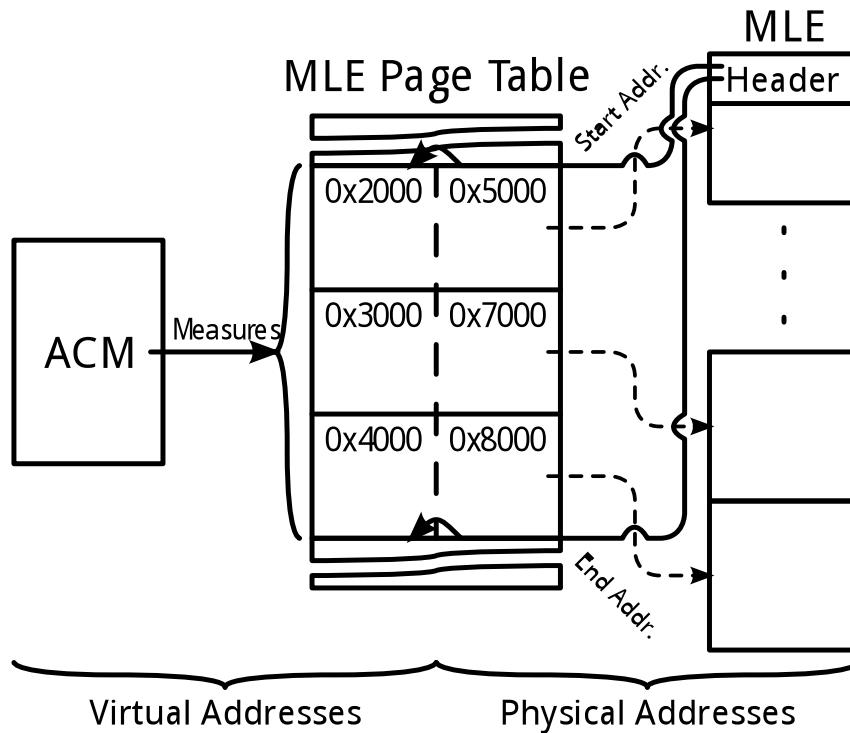 MLE
MLE Page Table
Start Addr.
Header
0x2000 0x5000
0x3000 0x7000
ACM
Measures
0x4000 0x8000
End Addr.
Virtual Addresses
Physical Addresses